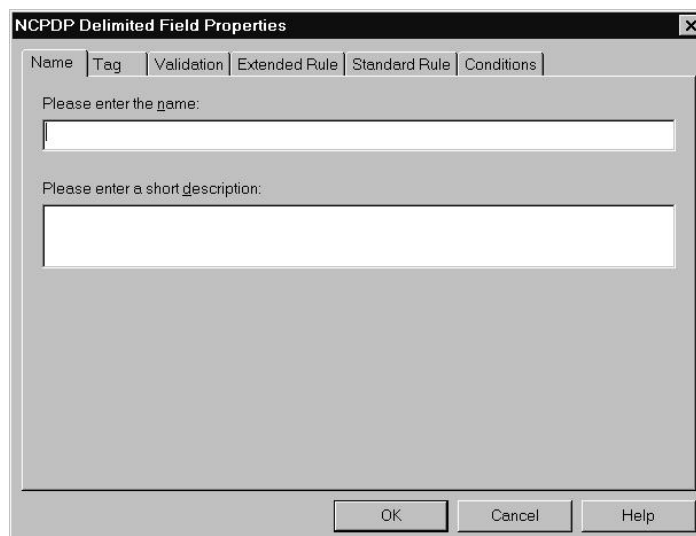 NCPDP Delimited Field Properties
Name Tag Validation Extended Rule Standard Rule Conditions
Please enter the name:
Please enter a short description:
OK Cancel Help